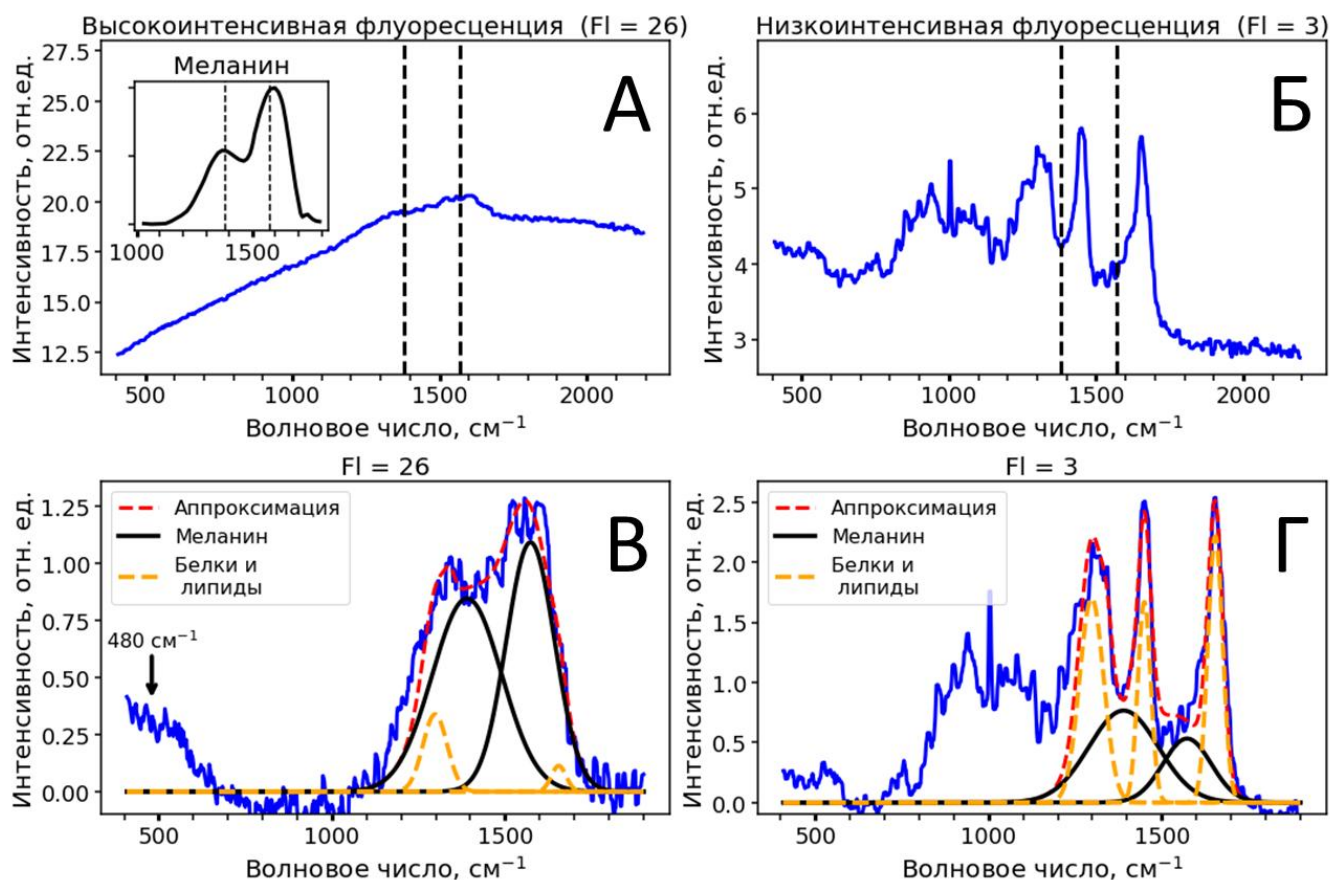 Высокоинтенсивная флуоресценция (Fl = 26)
27.5
25.0
22.5
20.0
17.5
15.0
12.5
Интенсивность, отн.ед.
Меланин
1000
1500
А
500
1000
1500
2000
Волновое число, см⁻¹
Низкоинтенсивная флуоресценция (Fl = 3)
6
5
4
3
Интенсивность, отн.ед.
Б
500
1000
1500
2000
Волновое число, см⁻¹
Fl = 26
1.25
1.00
0.75
0.50
0.25
0.00
Интенсивность, отн. ед.
Аппроксимация
Меланин
Белки и
липиды
В
480 см⁻¹
500
1000
1500
Волновое число, см⁻¹
Fl = 3
2.5
2.0
1.5
1.0
0.5
0.0
Интенсивность, отн. ед.
Аппроксимация
Меланин
Белки и
липиды
Г
500
1000
1500
Волновое число, см⁻¹